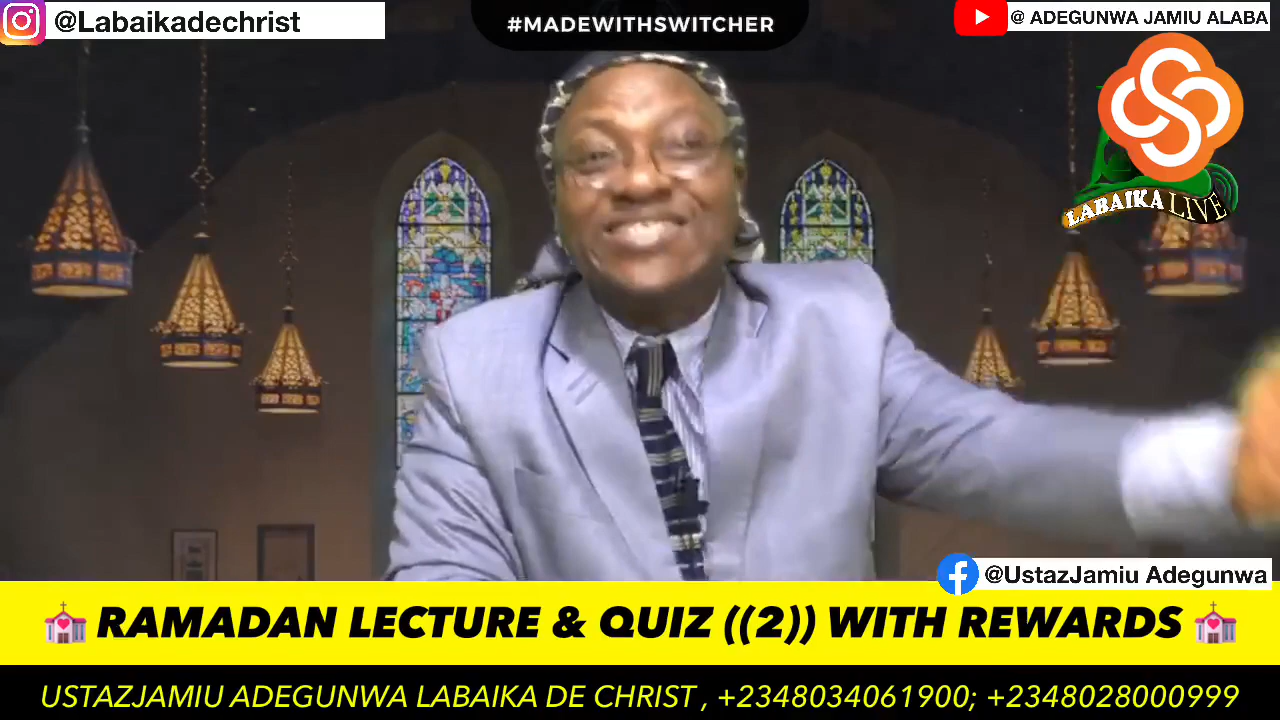 @Labaikadechrist
#MADEWITHSWITCHER
@ ADEGUNWA JAMIU ALABA
LABAIKA LIVE
@UstazJamiu Adegunwa
RAMADAN LECTURE & QUIZ ((2)) WITH REWARDS
USTAZJAMIU ADEGUNWA LABAIKA DE CHRIST , +2348034061900; +2348028000999